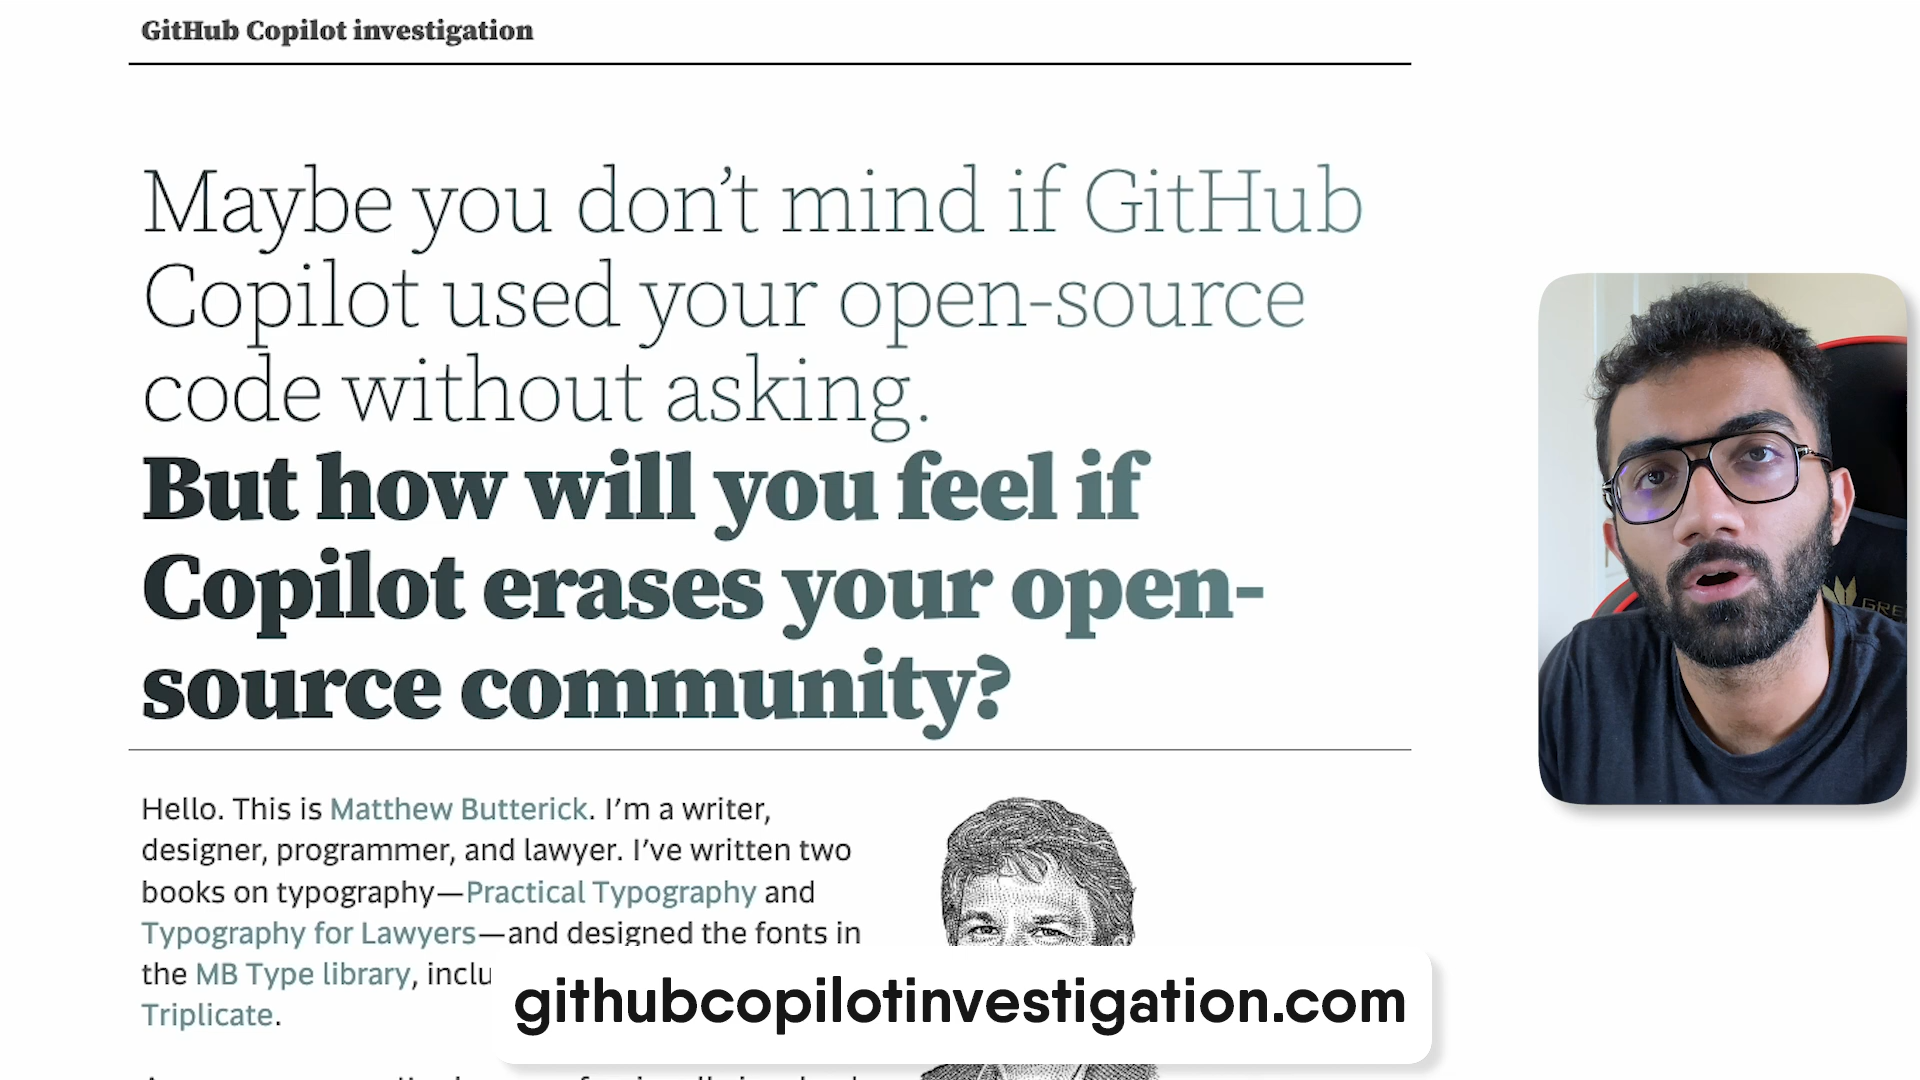 GitHub Copilot investigation
Maybe you don’t mind if GitHub
Copilot used your open-source
code without asking.
But how will you feel if
Copilot erases your open-
source community?
Hello. This is Matthew Butterick. I’m a writer,
designer, programmer, and lawyer. I’ve written two
books on typography—Practical Typography and
Typography for Lawyers—and designed the fonts in
the MB Type library, inclu
Triplicate.
githubcopilotinvestigation.com
GRE